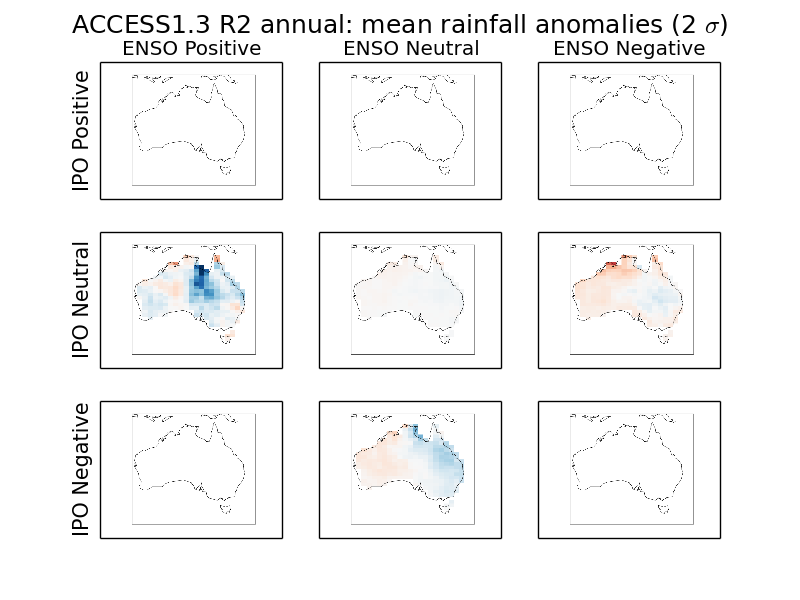 ACCESS1.3 R2 annual: mean rainfall anomalies (2 σ)
ENSO Positive ENSO Neutral ENSO Negative
IPO Positive
IPO Neutral
IPO Negative